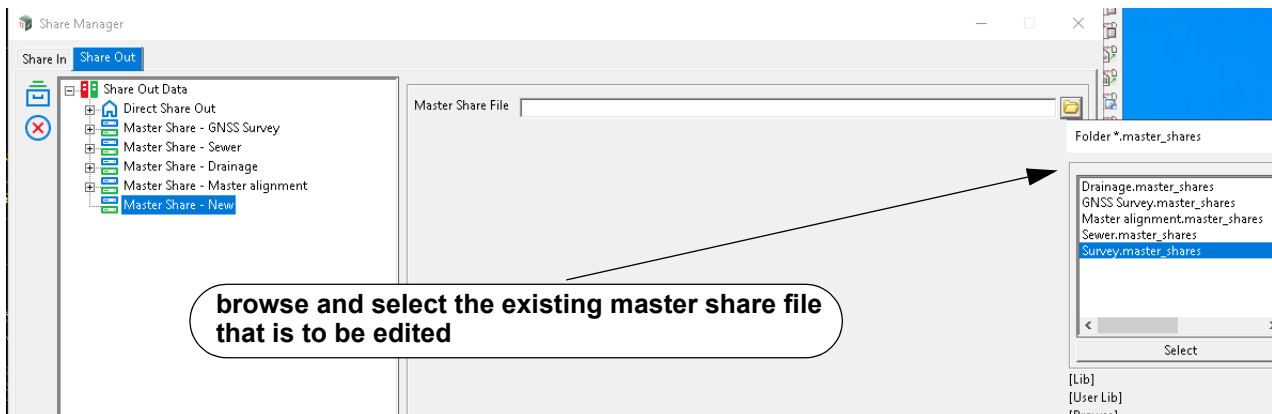 Share Manager
Share In
Share Out
Share Out Data
Direct Share Out
Master Share - GNSS Survey
Master Share - Sewer
Master Share - Drainage
Master Share - Master alignment
Master Share - New
Master Share File
Folder *.master_shares
Drainage.master_shares
GNSS Survey.master_shares
Master alignment.master_shares
Sewer.master_shares
Survey.master_shares
Select
[Lib]
[User Lib]
browse and select the existing master share file
that is to be edited